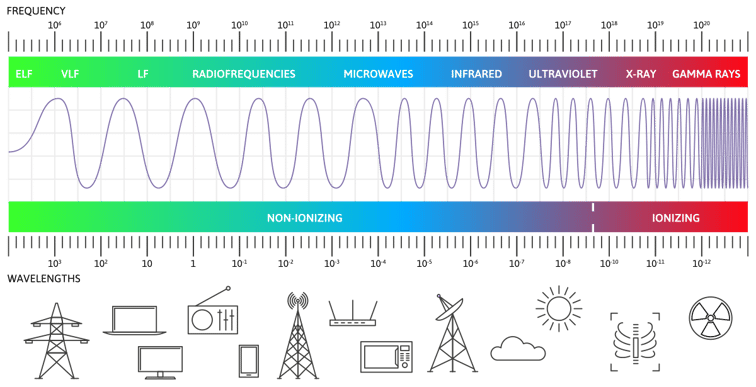 FREQUENCY
10⁶ 10⁷ 10⁸ 10⁹ 10¹⁰ 10¹¹ 10¹² 10¹³ 10¹⁴ 10¹⁵ 10¹⁶ 10¹⁷ 10¹⁸ 10¹⁹ 10²⁰
ELF VLF LF RADIOFREQUENCIES MICROWAVES INFRARED ULTRAVIOLET X-RAY GAMMA RAYS
NON-IONIZING IONIZING
10³ 10² 10 1 10⁻¹ 10⁻² 10⁻³ 10⁻⁴ 10⁻⁵ 10⁻⁶ 10⁻⁷ 10⁻⁸ 10⁻¹⁰ 10⁻¹¹ 10⁻¹²
WAVELENGTHS